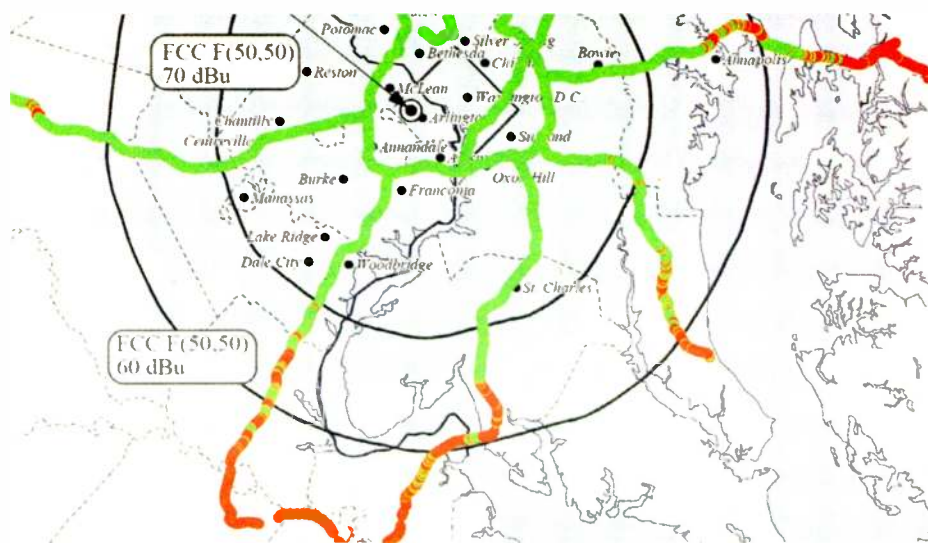 Potomac
Silver Spring
FCC F(50,50)
70 dBu
Bethesda
Bowie
Annapolis
Reston
McLean
Washington D C
Chantilly
Arlington
Centreville
Annandale
Suitland
Burke
Oxon Hill
Franconia
Manassas
Lake Ridge
Dale City
Woodbridge
St. Charles
FCC F(50,50)
60 dBu